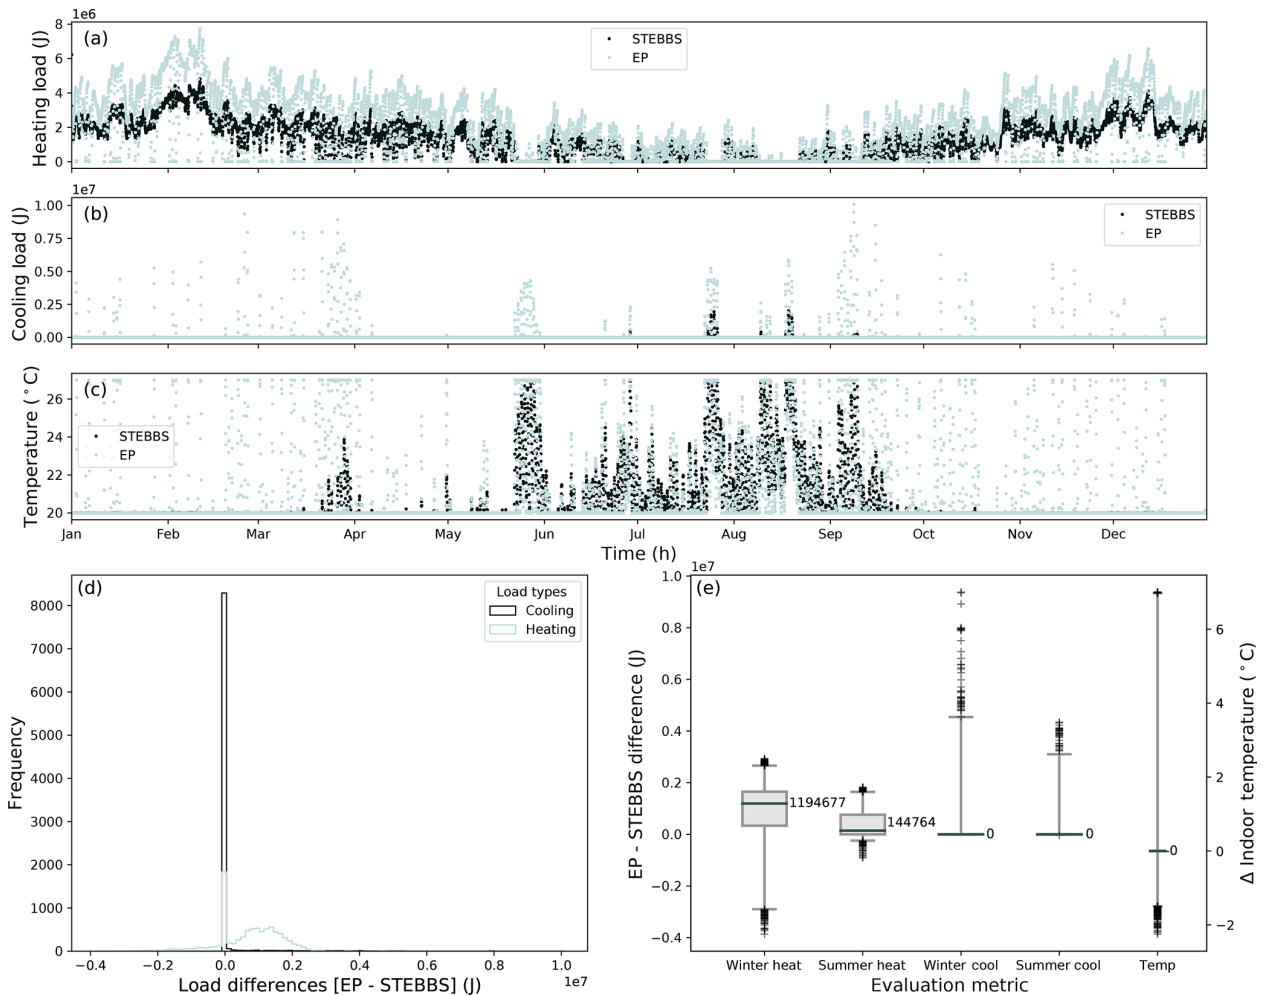 1e6
(a)
STEBBS
EP
8
6
4
2
0
Heating load (J)
1e7
(b)
STEBBS
EP
1.00
0.75
0.50
0.25
0.00
Cooling load (J)
(c)
STEBBS
EP
26
24
22
20
Temperature (°C)
Jan Feb Mar Apr May Jun Jul Aug Sep Oct Nov Dec
Time (h)
(d)
Load types
Cooling
Heating
8000
7000
6000
5000
4000
3000
2000
1000
0
Frequency
−0.4 −0.2 0.0 0.2 0.4 0.6 0.8 1.0
1e7
Load differences [EP - STEBBS] (J)
1e7
(e)
1.0
0.8
0.6
0.4
0.2
0.0
−0.2
−0.4
EP - STEBBS difference (J)
1194677
144764
0
0
0
6
4
2
0
−2
Δ Indoor temperature (°C)
Winter heat Summer heat Winter cool Summer cool Temp
Evaluation metric